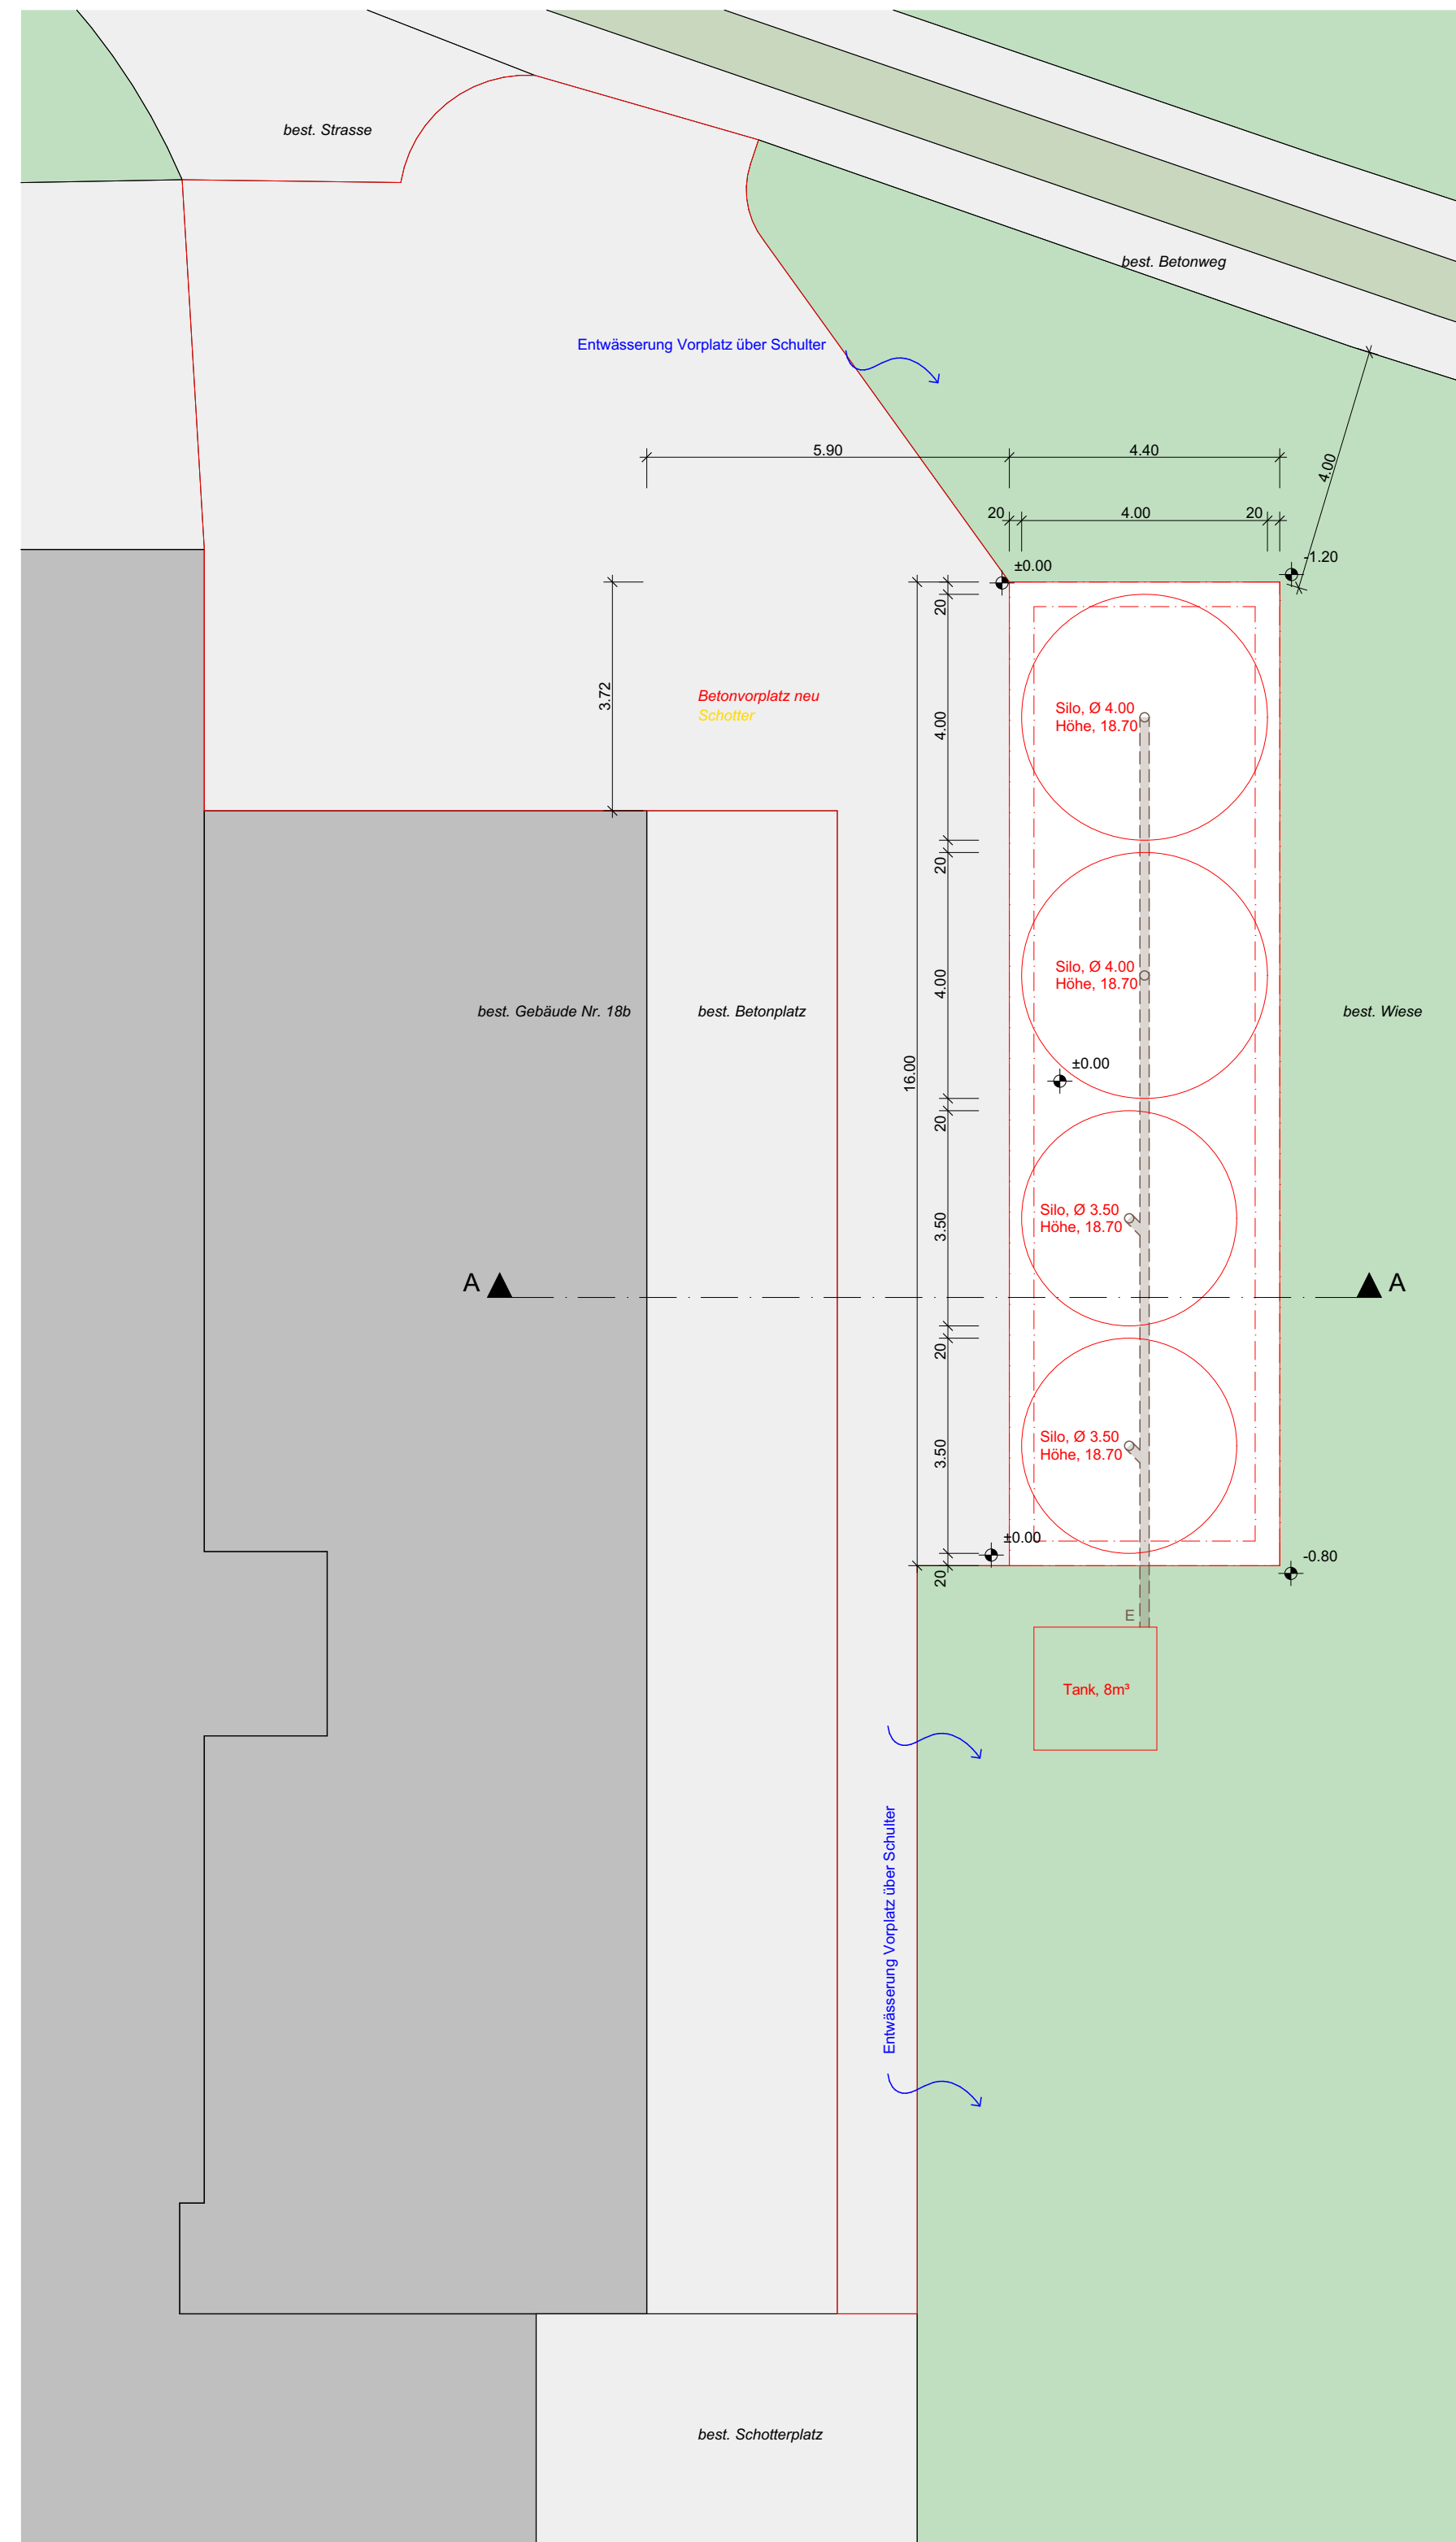 best. Strasse
best. Betonweg
Entwässerung Vorplatz über Schulter
5.90
4.40
4.00
20
4.00
20
±0.00
-1.20
20
3.72
Betonvorplatz neu
Schotter
4.00
Silo, Ø 4.00
Höhe, 18.70
20
4.00
Silo, Ø 4.00
Höhe, 18.70
best. Gebäude Nr. 18b
best. Betonplatz
best. Wiese
16.00
±0.00
20
3.50
Silo, Ø 3.50
Höhe, 18.70
A
A
20
3.50
Silo, Ø 3.50
Höhe, 18.70
±0.00
-0.80
20
E
Tank, 8m³
Entwässerung Vorplatz über Schulter
best. Schotterplatz